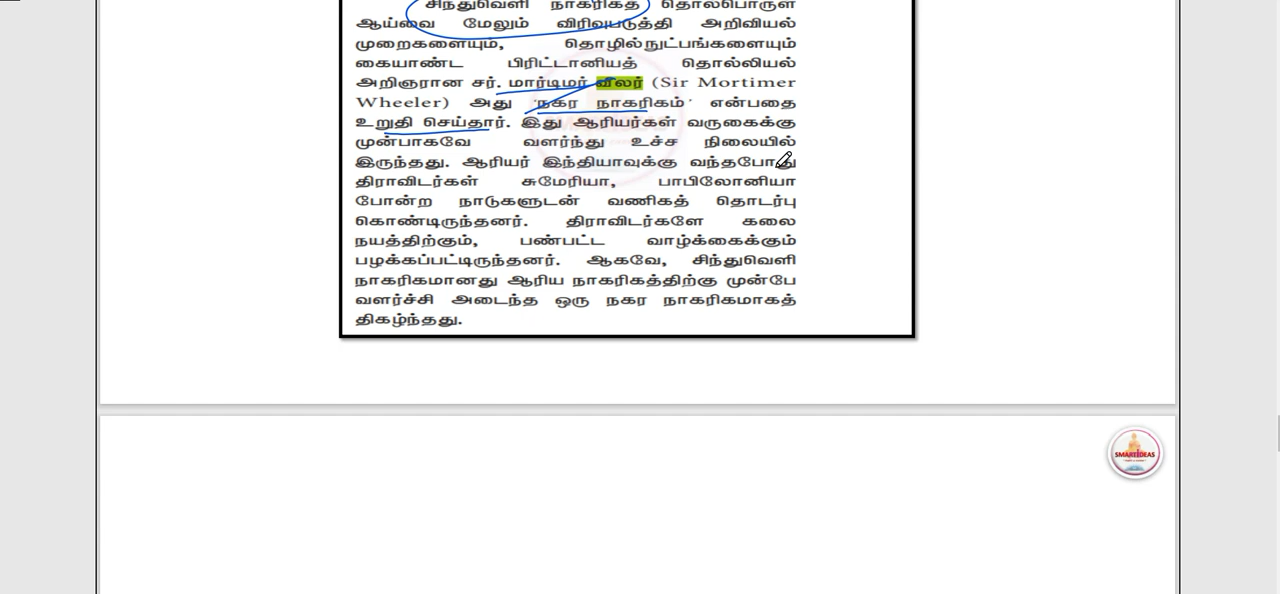 சிந்துவெளி நாகரிகத் தொல்பொருள்
ஆய்வை மேலும் விரிவுபடுத்தி அறிவியல்
முறைகளையும், தொழில்நுட்பங்களையும்
கையாண்ட பிரிட்டானியத் தொல்லியல்
அறிஞரான சர். மார்டிமர் வீலர் (Sir Mortimer
Wheeler) அது 'நகர நாகரிகம்' என்பதை
உறுதி செய்தார். இது ஆரியர்கள் வருகைக்கு
முன்பாகவே வளர்ந்து உச்ச நிலையில்
இருந்தது. ஆரியர் இந்தியாவுக்கு வந்தபோது
திராவிடர்கள் சுமேரியா, பாபிலோனியா
போன்ற நாடுகளுடன் வணிகத் தொடர்பு
கொண்டிருந்தனர். திராவிடர்களே கலை
நயத்திற்கும், பண்பட்ட வாழ்க்கைக்கும்
பழக்கப்பட்டிருந்தனர். ஆகவே, சிந்துவெளி
நாகரிகமானது ஆரிய நாகரிகத்திற்கு முன்பே
வளர்ச்சி அடைந்த ஒரு நகர நாகரிகமாகத்
திகழ்ந்தது.
SMARTIDEAS